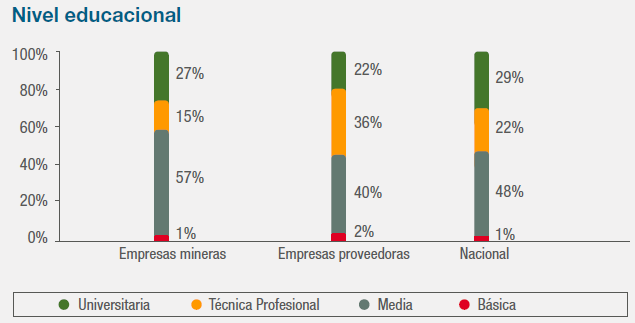 Nivel educacional
100%
80%
60%
40%
20%
0%
27%
15%
57%
1%
22%
36%
40%
2%
29%
22%
48%
1%
Empresas mineras
Empresas proveedoras
Nacional
Universitaria
Técnica Profesional
Media
Básica